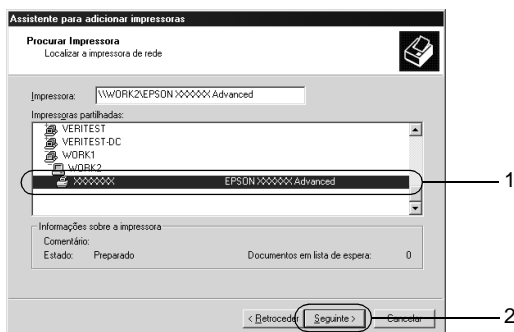 Assistente para adicionar impressoras
Procurar Impressora
Localizar a impressora de rede
Impressora: \\WORK2\EPSON XXXXXX Advanced
Impressoras partilhadas:
VERITEST
VERITEST-DC
WORK1
WORK2
XXXXXXX EPSON XXXXXX Advanced 1
Informações sobre a impressora
Comentário:
Estado: Preparado Documentos em lista de espera: 0
< Retroceder Seguinte > Cancelar 2